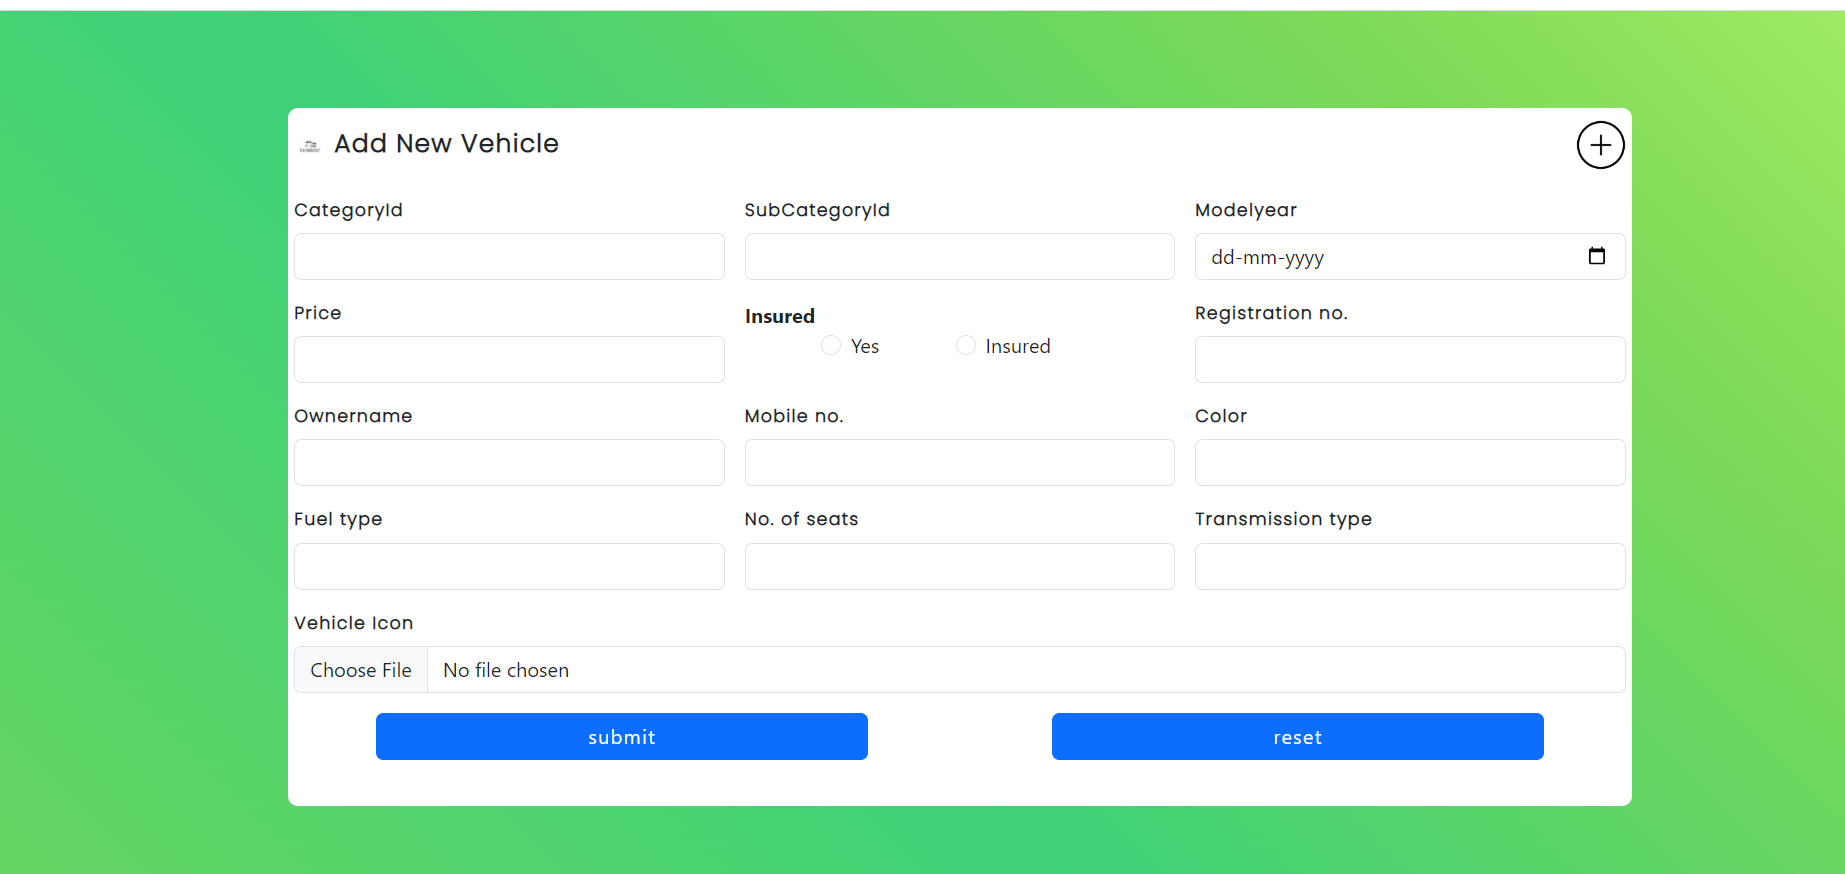 Add New Vehicle
CategoryId SubCategoryId Modelyear
dd-mm-yyyy
Price Insured Registration no.
Yes Insured
Ownername Mobile no. Color
Fuel type No. of seats Transmission type
Vehicle Icon
Choose File No file chosen
submit reset